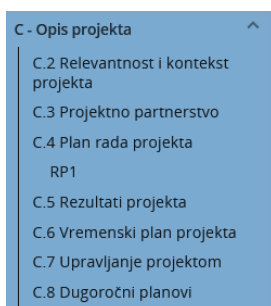 C - Opis projekta
C.2 Relevantnost i kontekst
projekta
C.3 Projektno partnerstvo
C.4 Plan rada projekta
RP1
C.5 Rezultati projekta
C.6 Vremenski plan projekta
C.7 Upravljanje projektom
C.8 Dugoročni planovi